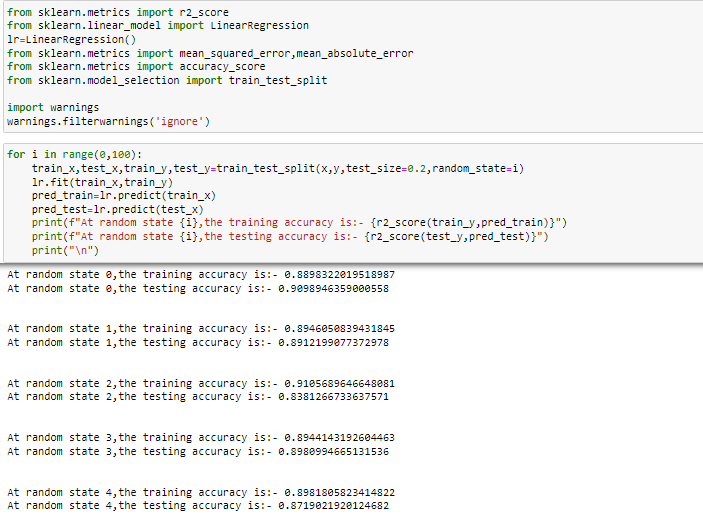 from sklearn.metrics import r2_score
from sklearn.linear_model import LinearRegression
lr=LinearRegression()
from sklearn.metrics import mean_squared_error,mean_absolute_error
from sklearn.metrics import accuracy_score
from sklearn.model_selection import train_test_split

import warnings
warnings.filterwarnings('ignore')

for i in range(0,100):
    train_x,test_x,train_y,test_y=train_test_split(x,y,test_size=0.2,random_state=i)
    lr.fit(train_x,train_y)
    pred_train=lr.predict(train_x)
    pred_test=lr.predict(test_x)
    print(f"At random state {i},the training accuracy is:- {r2_score(train_y,pred_train)}")
    print(f"At random state {i},the testing accuracy is:- {r2_score(test_y,pred_test)}")
    print("\n")

At random state 0,the training accuracy is:- 0.8898322019518987
At random state 0,the testing accuracy is:- 0.9098946359000558

At random state 1,the training accuracy is:- 0.8946050839431845
At random state 1,the testing accuracy is:- 0.8912199077372978

At random state 2,the training accuracy is:- 0.9105689646648081
At random state 2,the testing accuracy is:- 0.8381266733637571

At random state 3,the training accuracy is:- 0.8944143192604463
At random state 3,the testing accuracy is:- 0.8980994665131536

At random state 4,the training accuracy is:- 0.8981805823414822
At random state 4,the testing accuracy is:- 0.8719021920124682